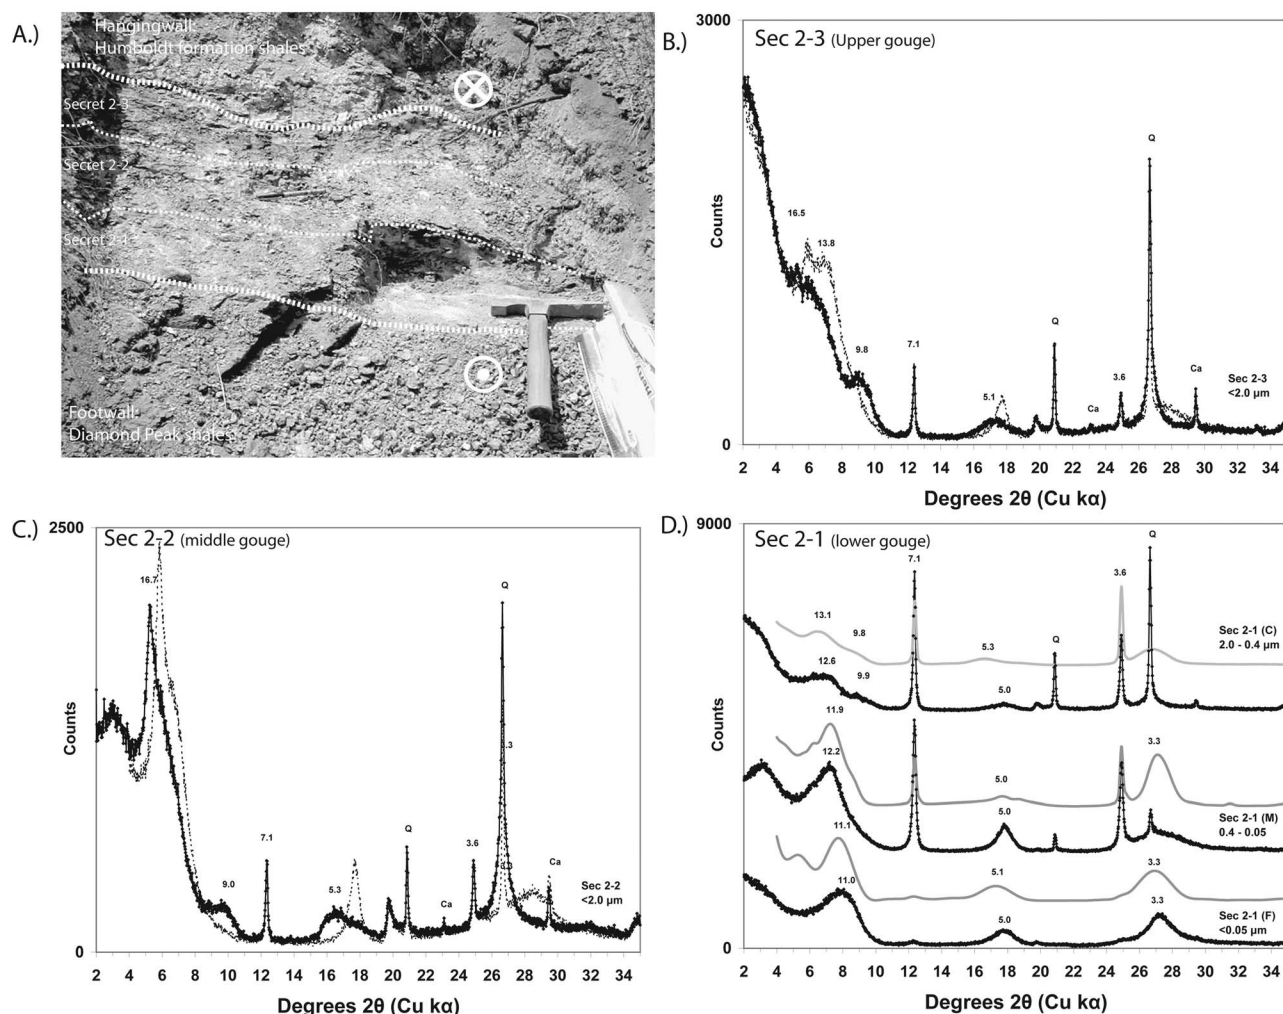 A.)
Hangingwall:
Humboldt formation shales
Secret 2-3
Secret 2-2
Secret 2-1
Footwall:
Diamond Peak shales
B.)
3000
Sec 2-3 (Upper gouge)
Q
16.5
13.8
Counts
9.8
7.1
Q
5.1
Ca
3.6
Ca
Sec 2-3
<2.0 µm
0
2 4 6 8 10 12 14 16 18 20 22 24 26 28 30 32 34
Degrees 2θ (Cu kα)
C.)
2500
Sec 2-2 (middle gouge)
16.7
Q
Counts
7.1
Q
3.6
Ca
9.0
5.3
Ca
Sec 2-2
<2.0 µm
0
2 4 6 8 10 12 14 16 18 20 22 24 26 28 30 32 34
Degrees 2θ (Cu kα)
D.)
9000
Sec 2-1 (lower gouge)
Q
7.1
3.6
13.1
9.8
5.3
Q
Sec 2-1 (C)
2.0 - 0.4 µm
12.6
9.9
5.0
11.9
3.3
12.2
5.0
Counts
5.0
Sec 2-1 (M)
0.4 - 0.05
11.1
3.3
5.1
11.0
5.0
3.3
Sec 2-1 (F)
<0.05 µm
0
2 4 6 8 10 12 14 16 18 20 22 24 26 28 30 32 34
Degrees 2θ (Cu kα)